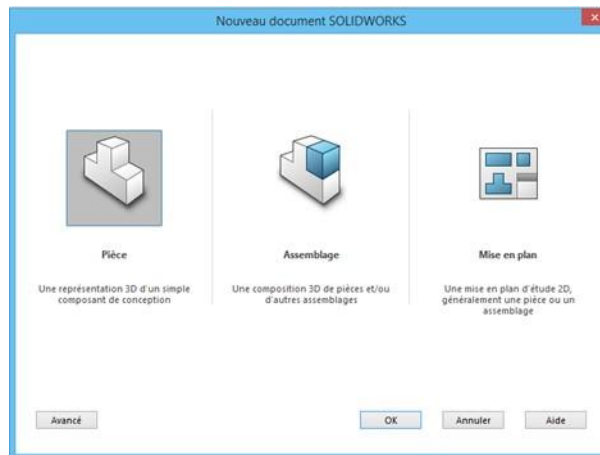 Nouveau document SOLIDWORKS
Pièce
Assemblage
Mise en plan
Une représentation 3D d'un simple
composant de conception
Une composition 3D de pièces et/ou
d'autres assemblages
Une mise en plan d'étude 2D,
généralement une pièce ou un
assemblage
Avancé
OK
Annuler
Aide